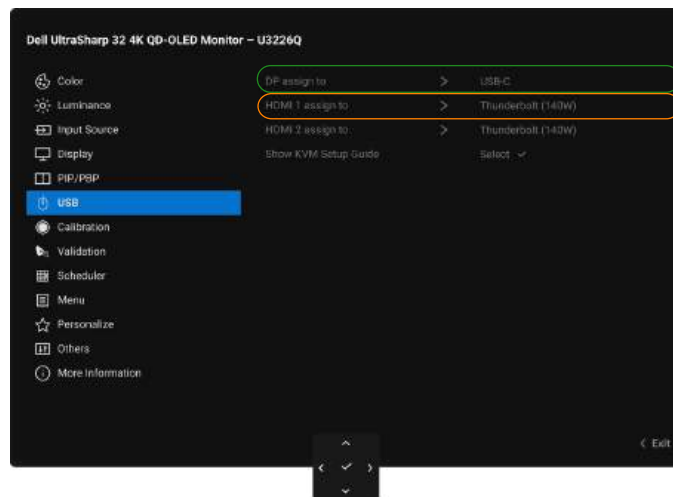 Dell UltraSharp 32 4K QD-OLED Monitor – U3226Q
Color
DP assign to > USB-C
Luminance
HDMI 1 assign to > Thunderbolt (140W)
Input Source
HDMI 2 assign to > Thunderbolt (140W)
Display
Show KVM Setup Guide Select ✓
PIP/PBP
USB
Calibration
Validation
Scheduler
Menu
Personalize
Others
More Information
< Exit